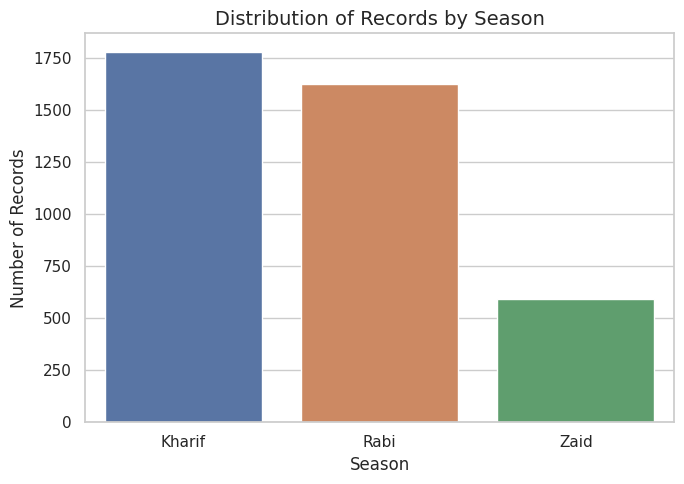 Distribution of Records by Season
Number of Records
1750
1500
1250
1000
750
500
250
0
Kharif
Rabi
Zaid
Season